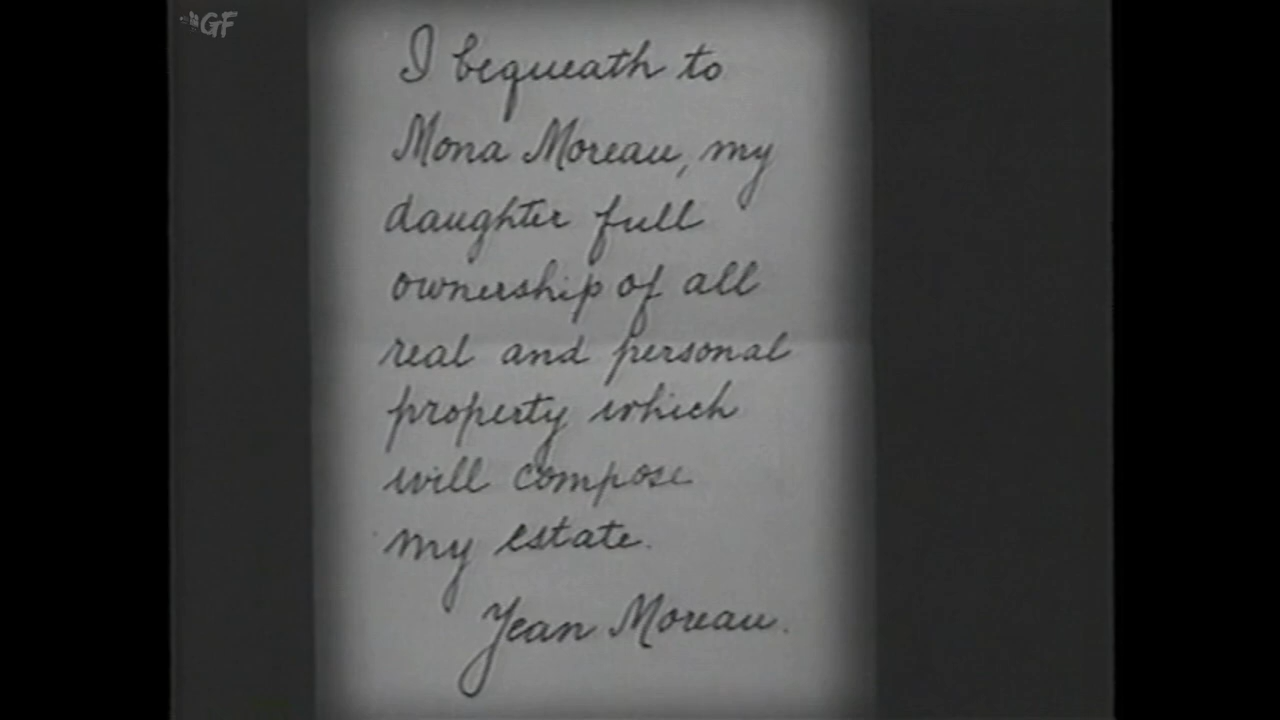 GF
I bequeath to
Mona Moreau, my
daughter full
ownership of all
real and personal
property which
will compose
my estate.
Jean Moreau.